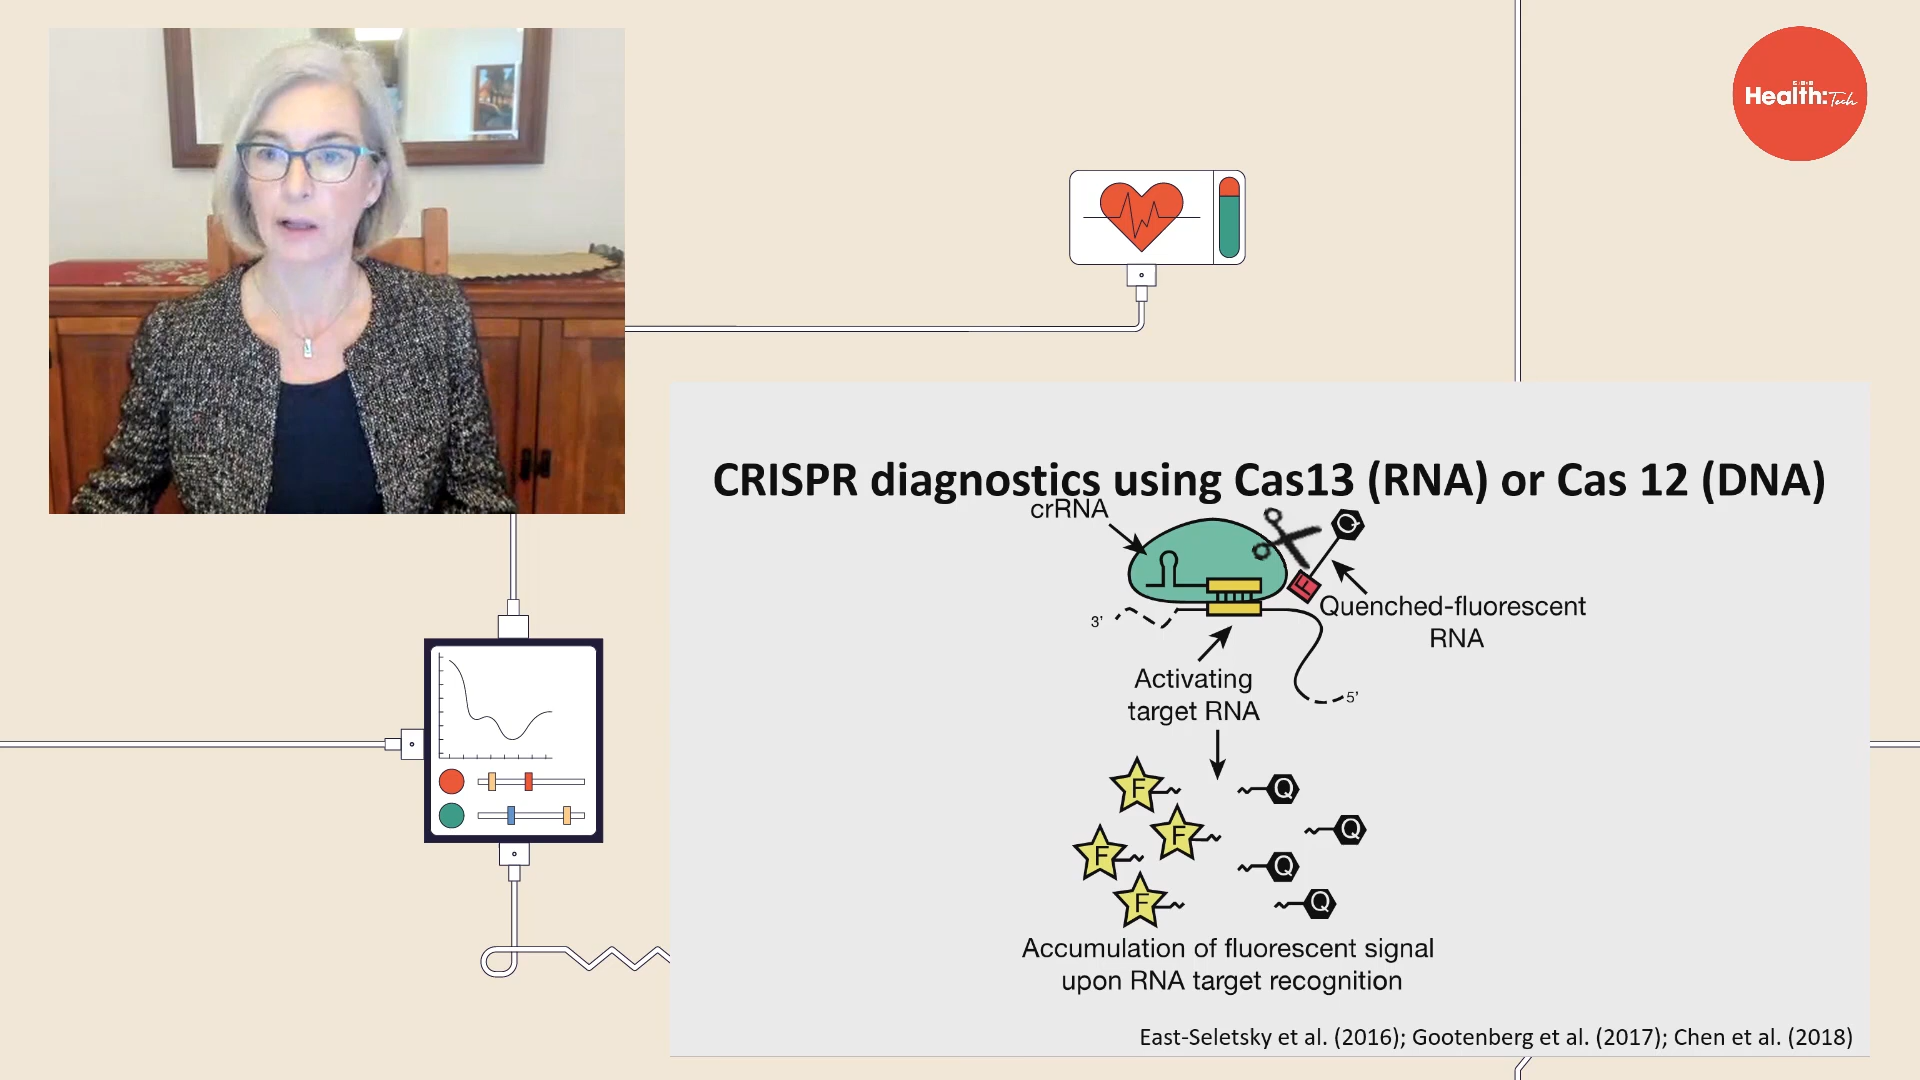 Health:Tech
CRISPR diagnostics using Cas13 (RNA) or Cas 12 (DNA)
crRNA
Q
F
Quenched-fluorescent
RNA
3'
Activating
target RNA
5'
F
Q
F
Q
F
Q
F
Q
Accumulation of fluorescent signal
upon RNA target recognition
East-Seletsky et al. (2016); Gootenberg et al. (2017); Chen et al. (2018)